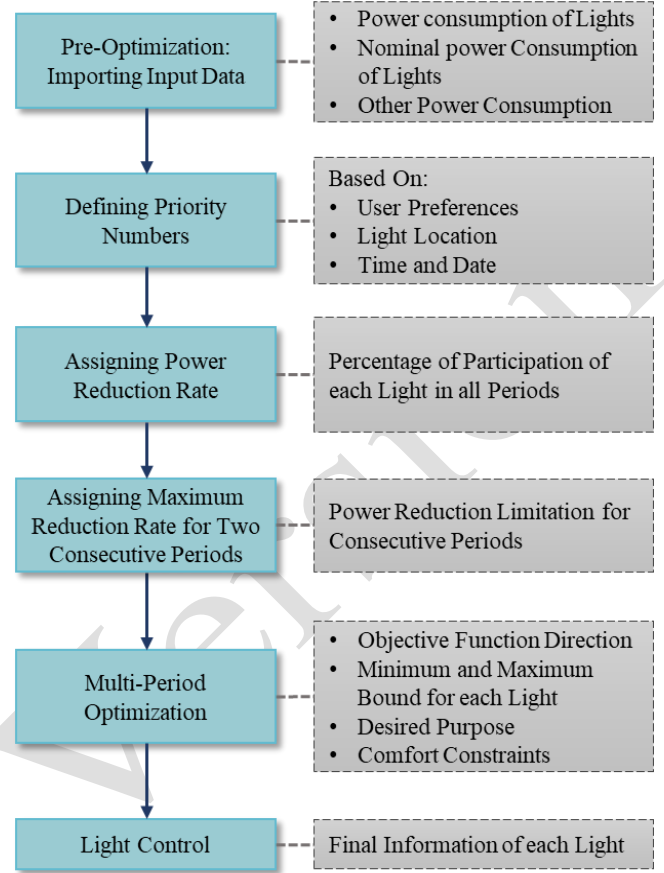 Pre-Optimization:
Importing Input Data
• Power consumption of Lights
• Nominal power Consumption
of Lights
• Other Power Consumption
Defining Priority
Numbers
Based On:
• User Preferences
• Light Location
• Time and Date
Assigning Power
Reduction Rate
Percentage of Participation of
each Light in all Periods
Assigning Maximum
Reduction Rate for Two
Consecutive Periods
Power Reduction Limitation for
Consecutive Periods
Multi-Period
Optimization
• Objective Function Direction
• Minimum and Maximum
Bound for each Light
• Desired Purpose
• Comfort Constraints
Light Control
Final Information of each Light
Version